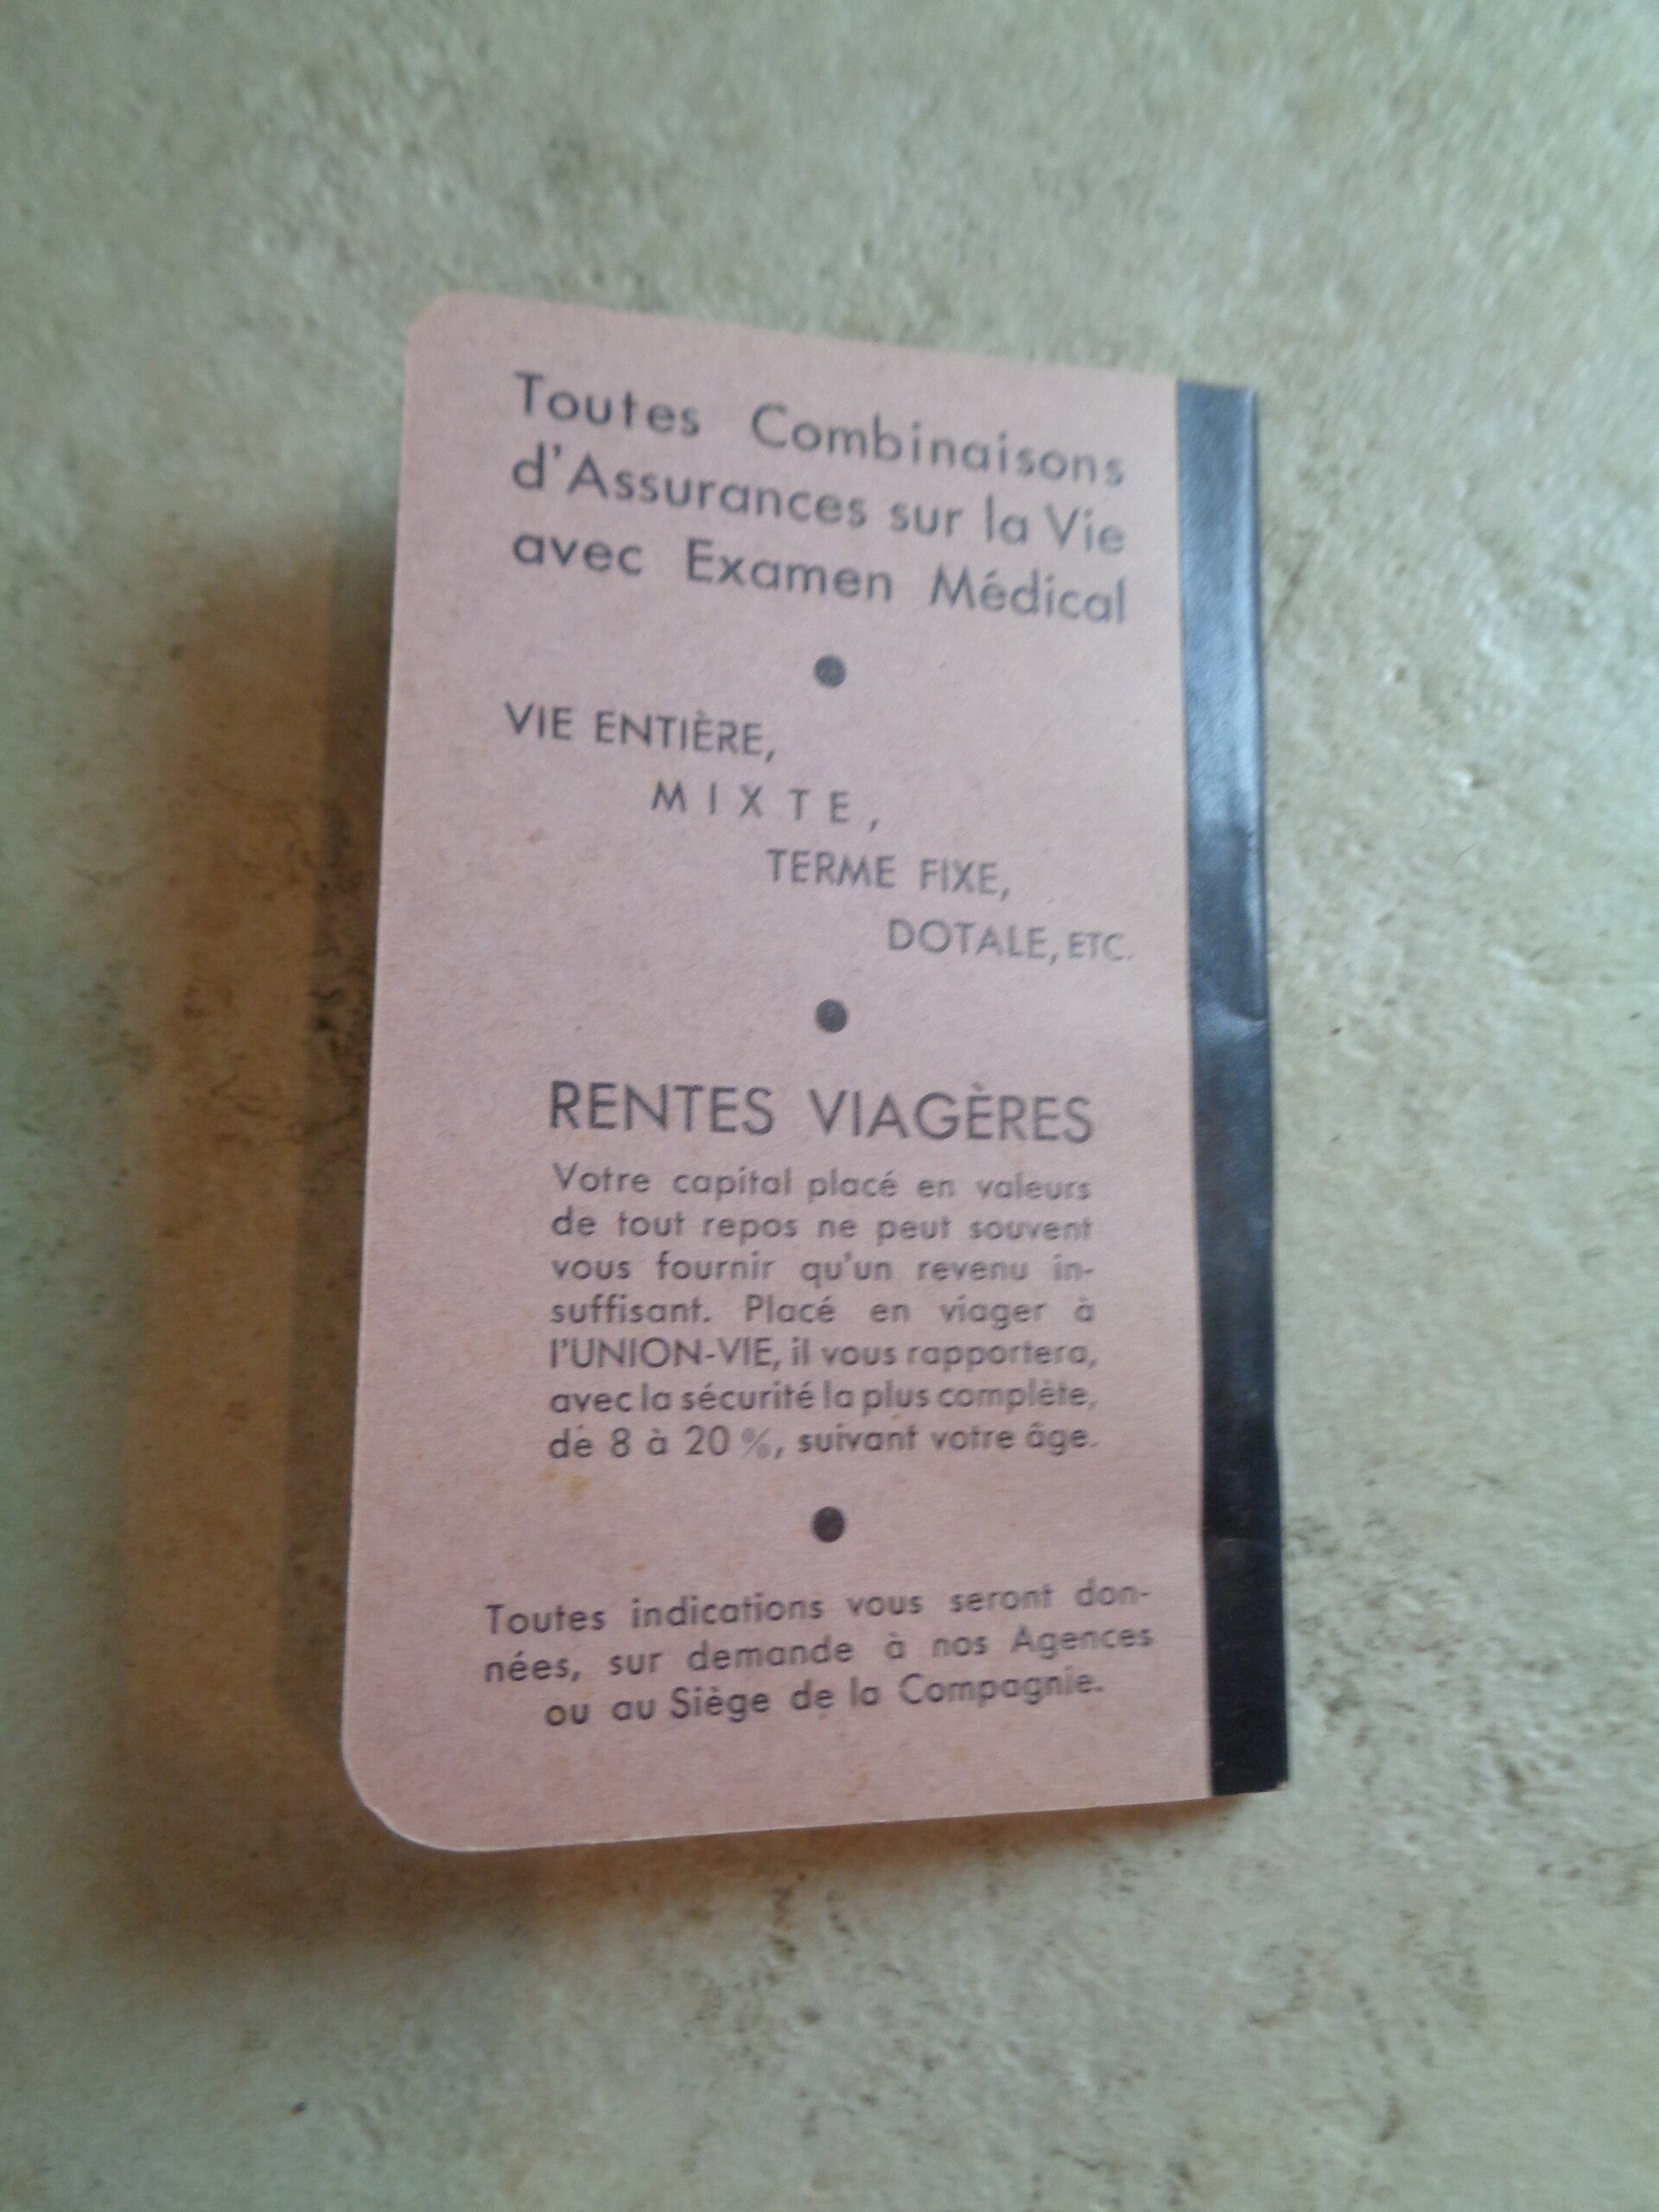 Toutes Combinaisons
d'Assurances sur la Vie
avec Examen Médical
VIE ENTIÈRE,
MIXTE,
TERME FIXE,
DOTALE, ETC.
RENTES VIAGÈRES
Votre capital placé en valeurs
de tout repos ne peut souvent
vous fournir qu'un revenu in-
suffisant. Placé en viager à
l'UNION-VIE, il vous rapportera,
avec la sécurité la plus complète,
de 8 à 20 %, suivant votre âge.
Toutes indications vous seront don-
nées, sur demande à nos Agences
ou au Siège de la Compagnie.